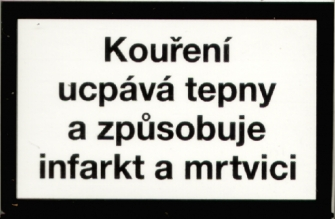 Kouření
ucpává tepny
a způsobuje
infarkt a mrtvici